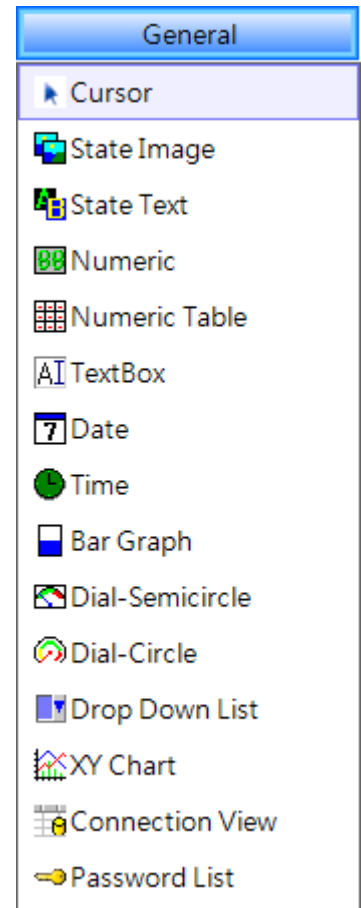 General
Cursor
State Image
State Text
Numeric
Numeric Table
TextBox
Date
Time
Bar Graph
Dial-Semicircle
Dial-Circle
Drop Down List
XY Chart
Connection View
Password List